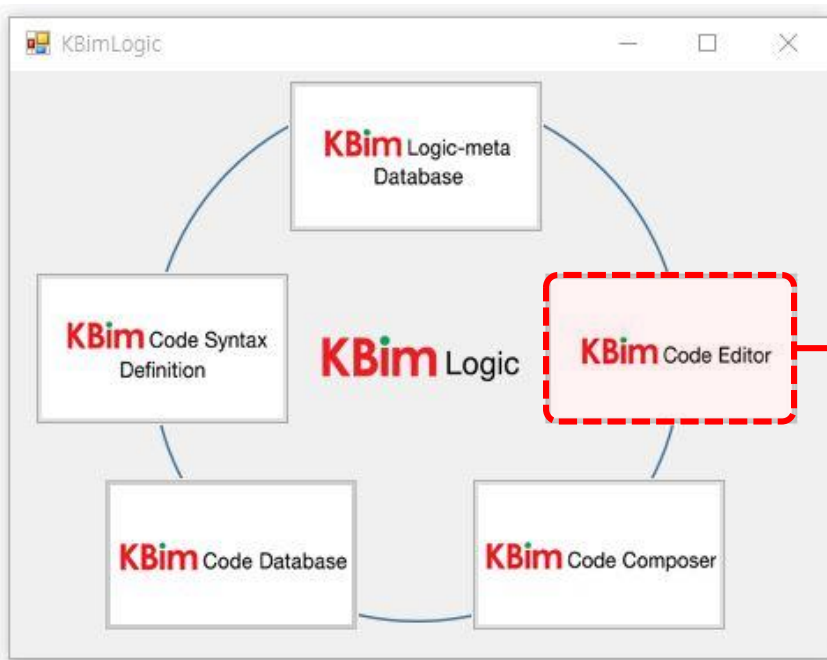 KBimLogic
KBim Logic-meta
Database
KBim Code Syntax
Definition
KBim Logic
KBim Code Editor
KBim Code Database
KBim Code Composer